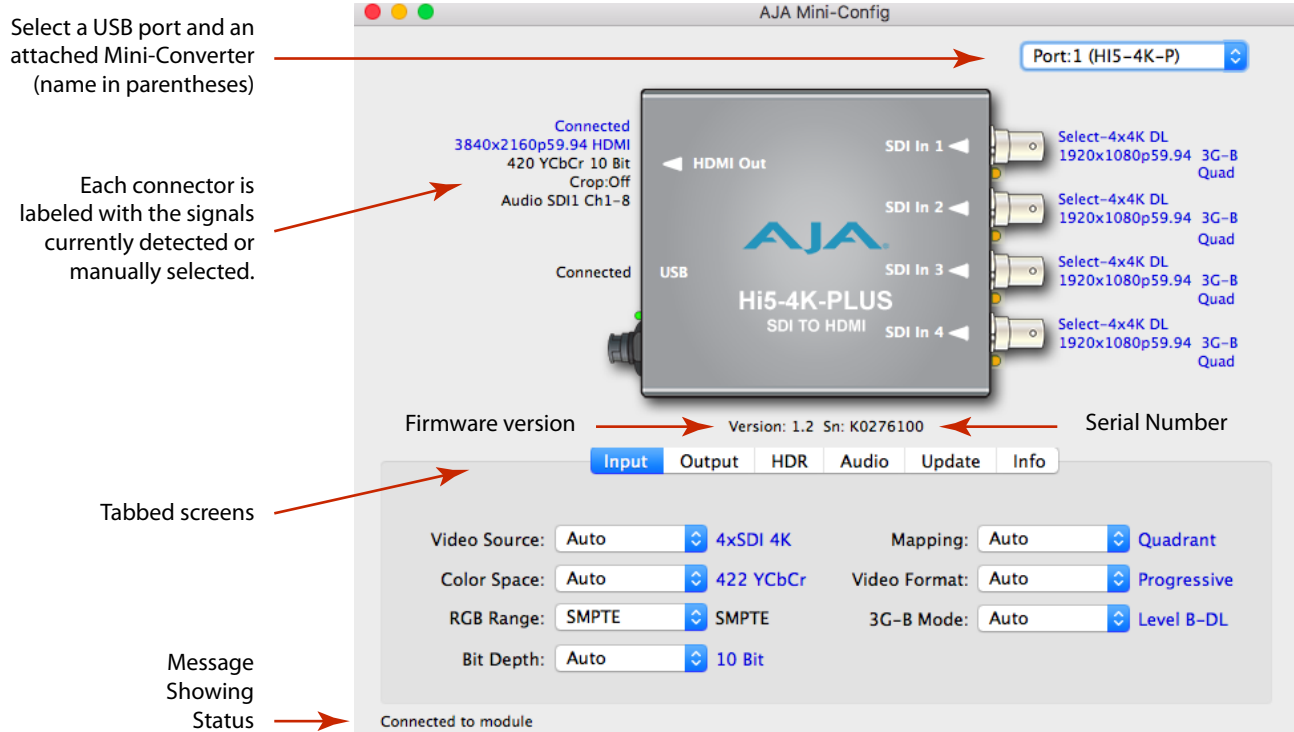 AJA Mini-Config
Select a USB port and an
attached Mini-Converter
(name in parentheses)
Port:1 (HI5-4K-P)
Connected
3840x2160p59.94 HDMI
420 YCbCr 10 Bit
Crop:Off
Audio SDI1 Ch1-8
HDMI Out
SDI In 1
Select-4x4K DL
1920x1080p59.94 3G-B
Quad
Each connector is
labeled with the signals
currently detected or
manually selected.
SDI In 2
Select-4x4K DL
1920x1080p59.94 3G-B
Quad
AJA
Connected
USB
SDI In 3
Select-4x4K DL
1920x1080p59.94 3G-B
Quad
Hi5-4K-PLUS
SDI TO HDMI
SDI In 4
Select-4x4K DL
1920x1080p59.94 3G-B
Quad
Firmware version
Version: 1.2 Sn: K0276100
Serial Number
Input Output HDR Audio Update Info
Tabbed screens
Video Source: Auto 4xSDI 4K
Mapping: Auto Quadrant
Color Space: Auto 422 YCbCr
Video Format: Auto Progressive
RGB Range: SMPTE SMPTE
3G-B Mode: Auto Level B-DL
Bit Depth: Auto 10 Bit
Message
Showing
Status
Connected to module